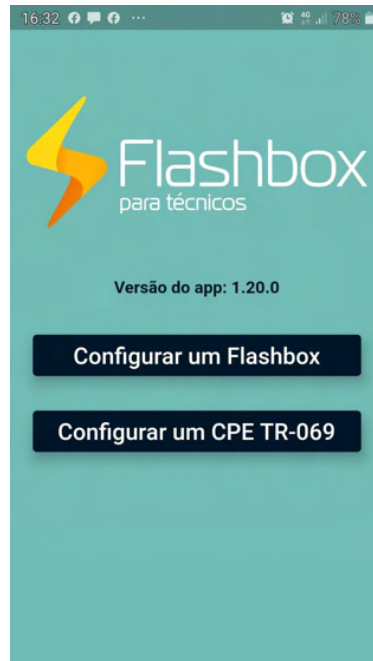 16:32 ... 4G 78%
Flashbox
para técnicos
Versão do app: 1.20.0
Configurar um Flashbox
Configurar um CPE TR-069